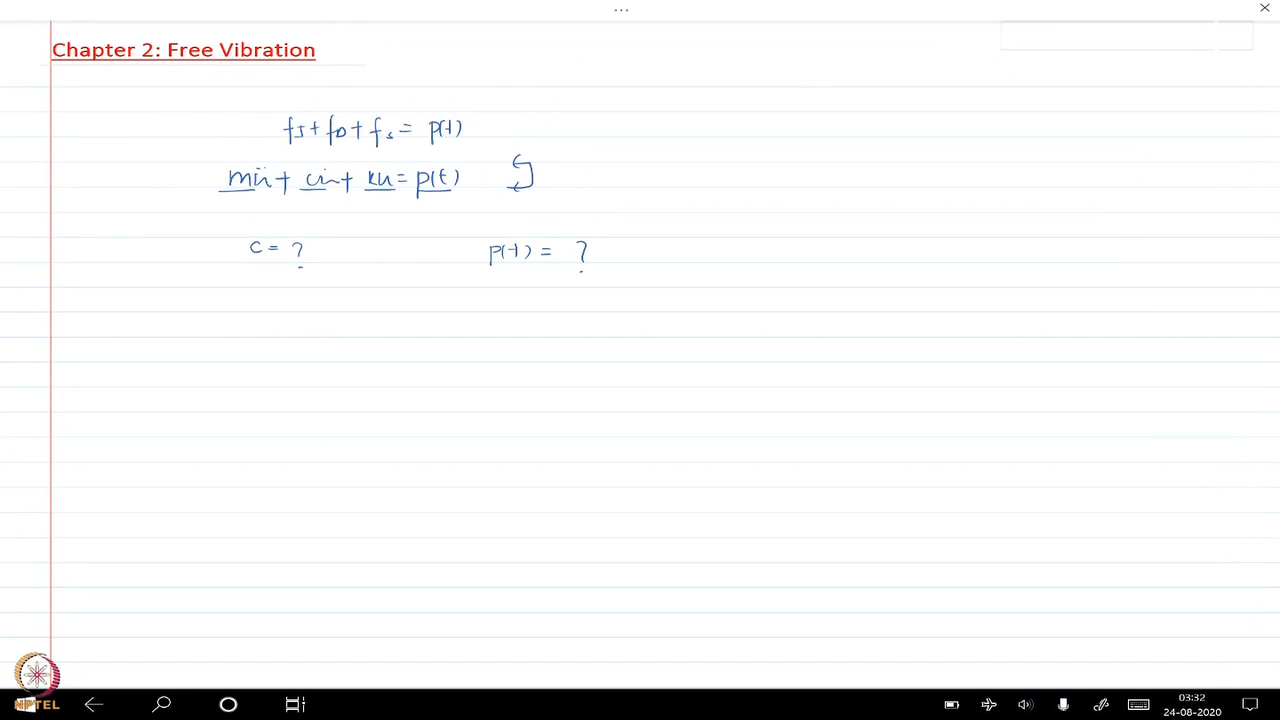 ...
Chapter 2: Free Vibration
fI + fD + fs = p(t)
mü + cu̇ + ku = p(t)
c = ? p(t) = ?
NPTEL
03:32
24-08-2020